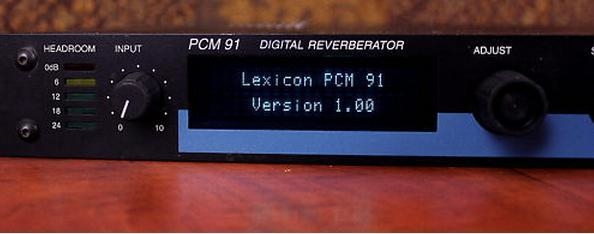 HEADROOM
INPUT
PCM 91 DIGITAL REVERBERATOR
ADJUST
0dB
6
12
18
24
0 10
Lexicon PCM 91
Version 1.00